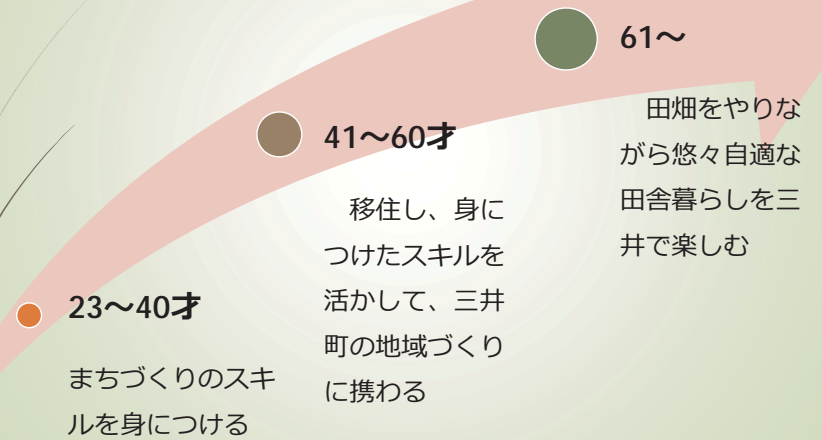 23～40才
まちづくりのスキ
ルを身につける
41～60才
移住し、身に
つけたスキルを
活かして、三井
町の地域づくり
に携わる
61～
田畑をやりな
がら悠々自適な
田舎暮らしを三
井で楽しむ